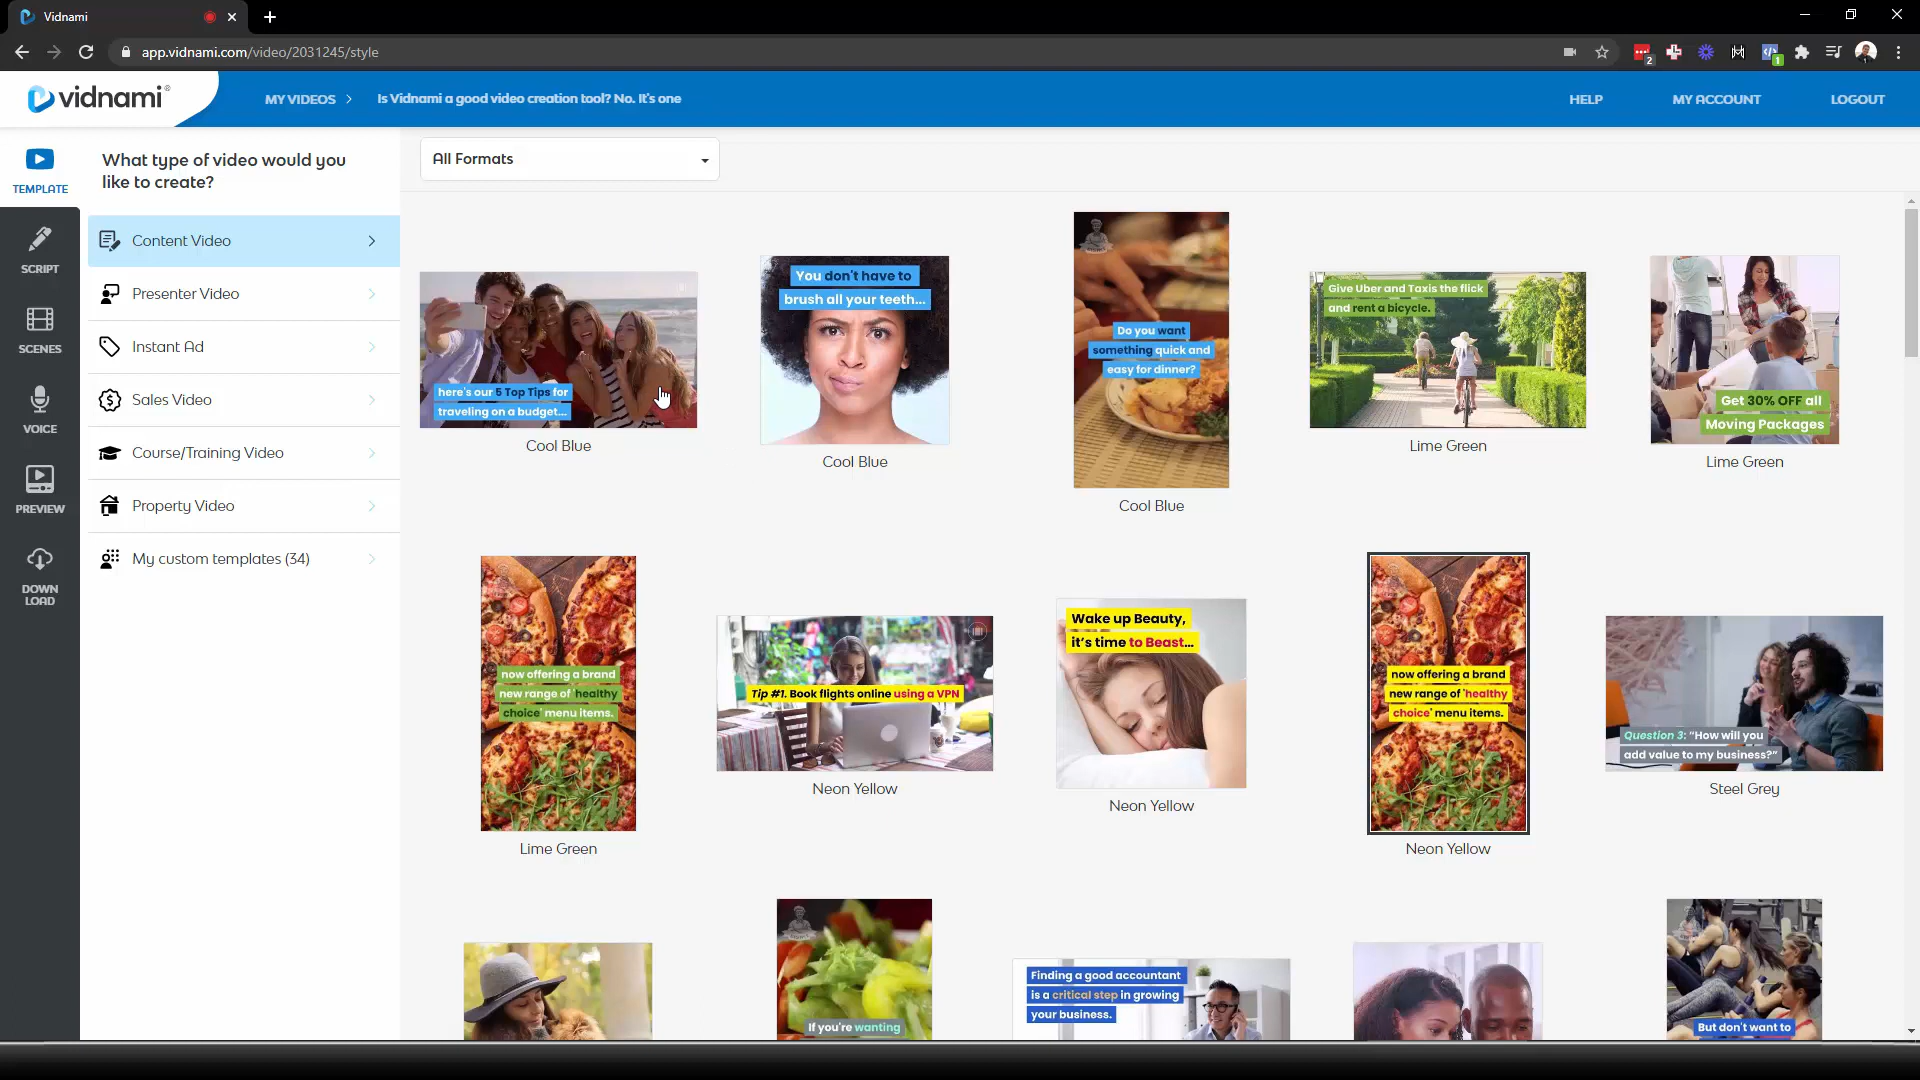 Vidnami
app.vidnami.com/video/2031245/style
2
1
vidnami®
MY VIDEOS
Is Vidnami a good video creation tool? No. It's one
HELP
MY ACCOUNT
LOGOUT
TEMPLATE
SCRIPT
SCENES
VOICE
PREVIEW
DOWN
LOAD
What type of video would you
like to create?
Content Video
Presenter Video
Instant Ad
Sales Video
Course/Training Video
Property Video
My custom templates (34)
All Formats
here's our 5 Top Tips for
traveling on a budget...
Cool Blue
You don't have to
brush all your teeth...
Cool Blue
Do you want
something quick and
easy for dinner?
Cool Blue
Give Uber and Taxis the flick
and rent a bicycle.
Lime Green
Get 30% OFF all
Moving Packages
Lime Green
now offering a brand
new range of 'healthy
choice' menu items.
Lime Green
Tip #1. Book flights online using a VPN
Neon Yellow
Wake up Beauty,
it's time to Beast...
Neon Yellow
now offering a brand
new range of 'healthy
choice' menu items.
Neon Yellow
Question 3: "How will you
add value to my business?"
Steel Grey
If you're wanting
Finding a good accountant
is a critical step in growing
your business.
But don't want to